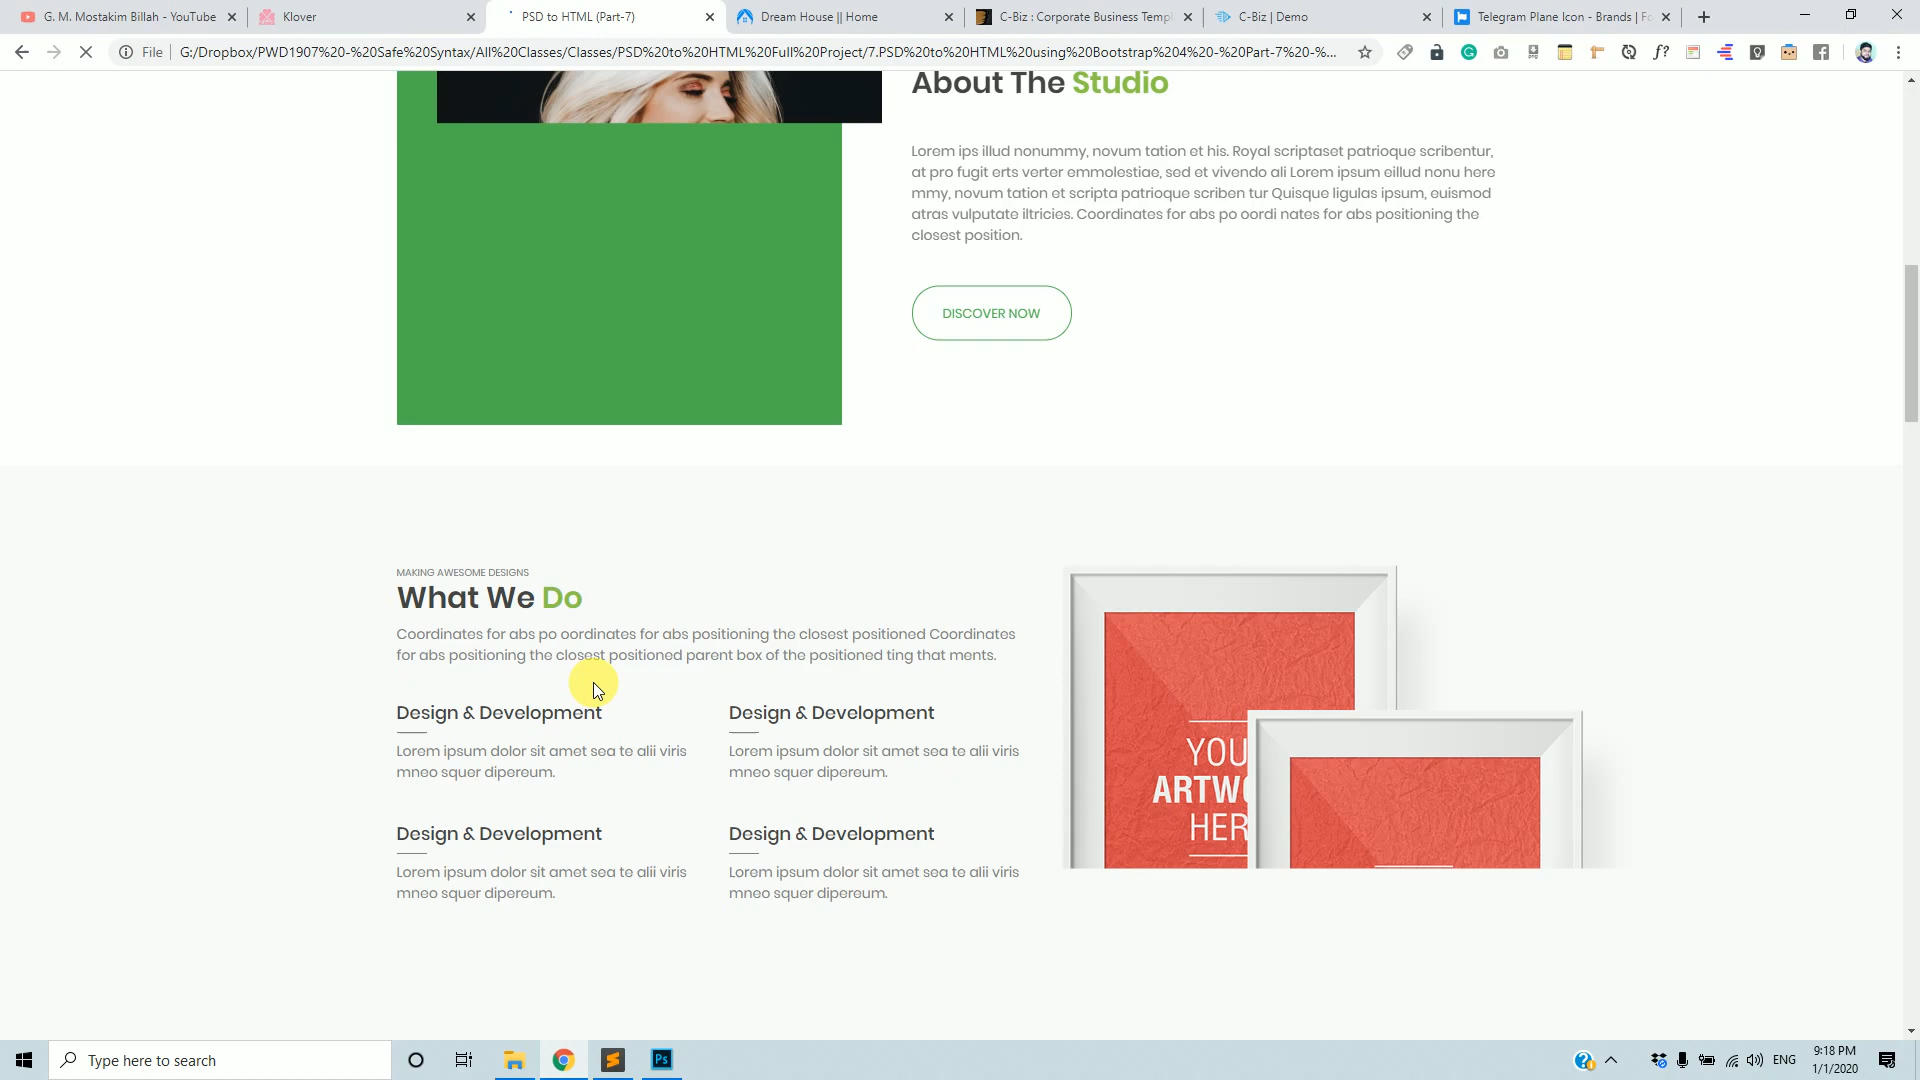 G. M. Mostakim Billah - YouTube
Klover
PSD to HTML (Part-7)
Dream House || Home
C-Biz : Corporate Business Templ
C-Biz | Demo
Telegram Plane Icon - Brands | Fo
File
G:/Dropbox/PWD1907%20-%20Safe%20Syntax/All%20Classes/Classes/PSD%20to%20HTML%20Full%20Project/7.PSD%20to%20HTML%20using%20Bootstrap%204%20-%20Part-7%20-%...
f?
About The Studio
Lorem ips illud nonummy, novum tation et his. Royal scriptaset patrioque scribentur,
at pro fugit erts verter emmolestiae, sed et vivendo ali Lorem ipsum eillud nonu here
mmy, novum tation et scripta patrioque scriben tur Quisque ligulas ipsum, euismod
atras vulputate iltricies. Coordinates for abs po oordi nates for abs positioning the
closest position.
DISCOVER NOW
MAKING AWESOME DESIGNS
What We Do
Coordinates for abs po oordinates for abs positioning the closest positioned Coordinates
for abs positioning the closest positioned parent box of the positioned ting that ments.
Design & Development
Lorem ipsum dolor sit amet sea te alii viris
mneo squer dipereum.
Design & Development
Lorem ipsum dolor sit amet sea te alii viris
mneo squer dipereum.
Design & Development
Lorem ipsum dolor sit amet sea te alii viris
mneo squer dipereum.
Design & Development
Lorem ipsum dolor sit amet sea te alii viris
mneo squer dipereum.
YOU
ARTWO
HER
Type here to search
Ps
ENG
9:18 PM
1/1/2020